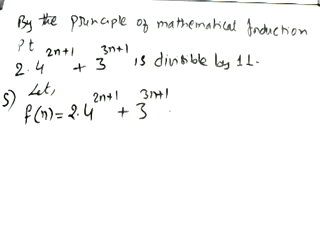 By the principle of mathematical Induction
Pt
2.4^{2n+1} + 3^{3n+1} is divisible by 11.
S) Let,
f(n) = 2.4^{2n+1} + 3^{3n+1}.